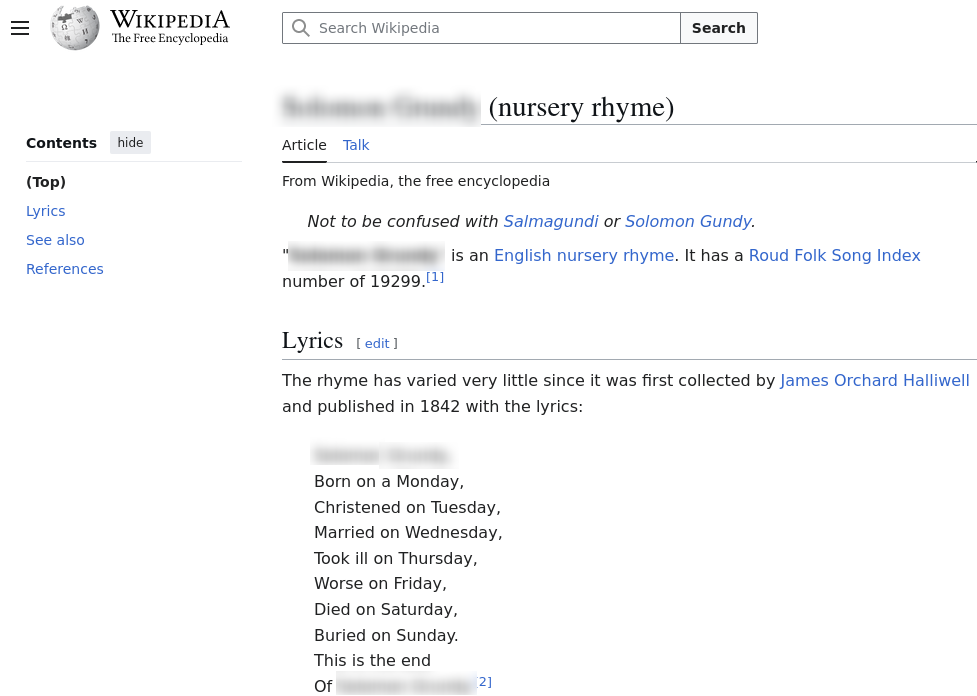 WIKIPEDIA
The Free Encyclopedia
Search Wikipedia
Search
(nursery rhyme)
Contents hide
Article Talk
(Top)
From Wikipedia, the free encyclopedia
Lyrics
See also
References
Not to be confused with Salmagundi or Solomon Gundy.
" is an English nursery rhyme. It has a Roud Folk Song Index
number of 19299.[1]
Lyrics [ edit ]
The rhyme has varied very little since it was first collected by James Orchard Halliwell
and published in 1842 with the lyrics:
Born on a Monday,
Christened on Tuesday,
Married on Wednesday,
Took ill on Thursday,
Worse on Friday,
Died on Saturday,
Buried on Sunday.
This is the end
Of [2]